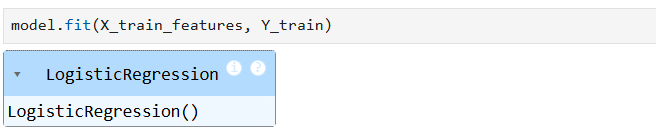 model.fit(X_train_features, Y_train)
▾ LogisticRegression i ?
LogisticRegression()